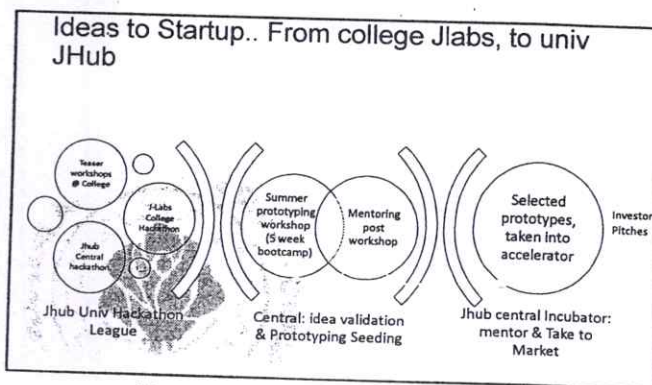 Ideas to Startup.. From college Jlabs, to univ
JHub
Teaser
workshops
@ College
J-Labs
College
Hackathon
Jhub
Central
hackathon
Jhub Univ Hackathon
League
Summer
prototyping
workshop
(5 week
bootcamp)
Mentoring
post
workshop
Central: idea validation
& Prototyping Seeding
Selected
prototypes,
taken into
accelerator
Investor
Pitches
Jhub central Incubator:
mentor & Take to
Market